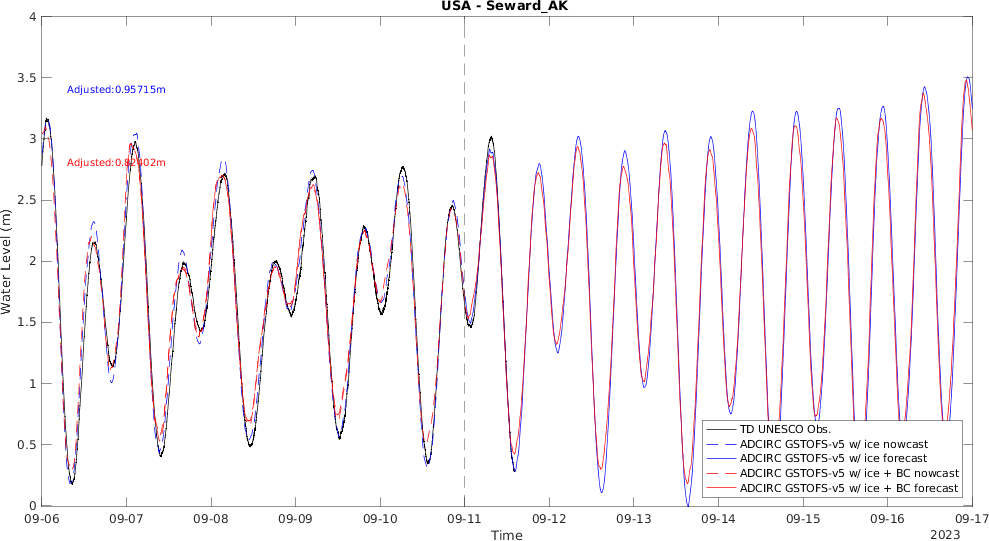 USA - Seward_AK
4
3.5
3
2.5
2
1.5
1
0.5
0
Water Level (m)
Adjusted:0.95715m
Adjusted:0.82402m
TD UNESCO Obs.
ADCIRC GSTOFS-v5 w/ ice nowcast
ADCIRC GSTOFS-v5 w/ ice forecast
ADCIRC GSTOFS-v5 w/ ice + BC nowcast
ADCIRC GSTOFS-v5 w/ ice + BC forecast
09-06 09-07 09-08 09-09 09-10 09-11 09-12 09-13 09-14 09-15 09-16 09-17
Time
2023